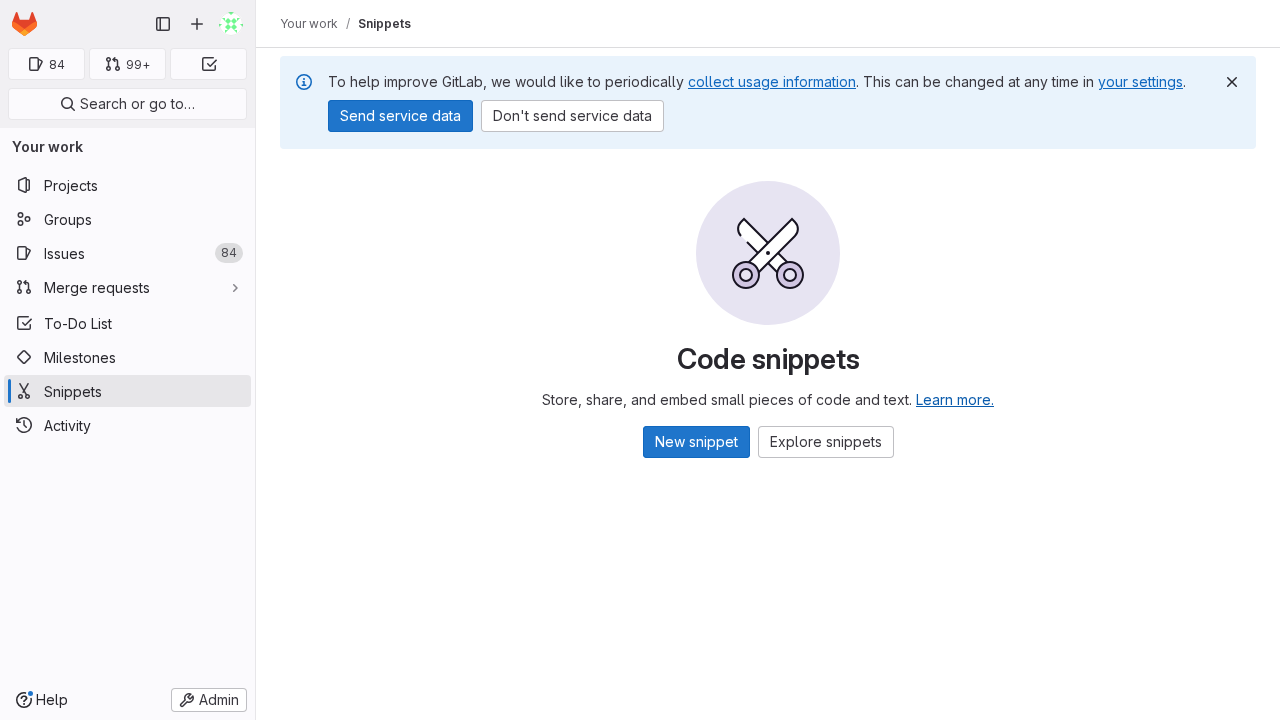 Your work / Snippets
84
99+
Search or go to…
Your work
Projects
Groups
Issues 84
Merge requests
To-Do List
Milestones
Snippets
Activity
Help
Admin
To help improve GitLab, we would like to periodically collect usage information. This can be changed at any time in your settings.
Send service data
Don't send service data
Code snippets
Store, share, and embed small pieces of code and text. Learn more.
New snippet
Explore snippets